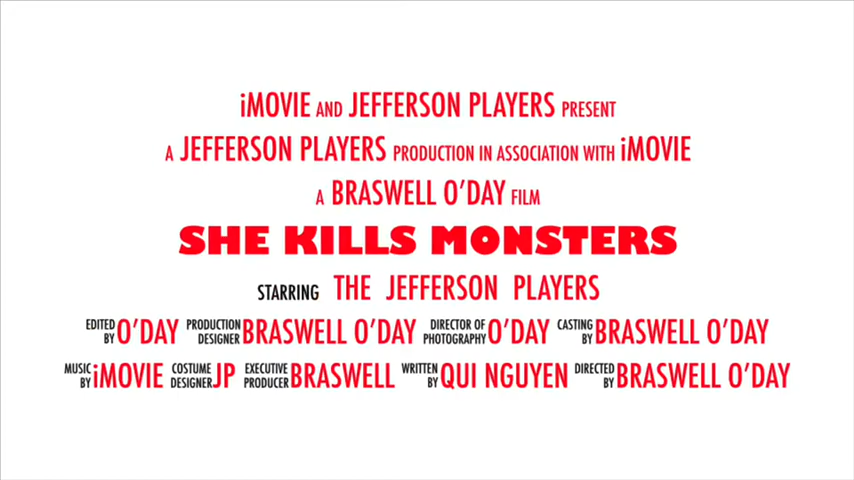 iMOVIE AND JEFFERSON PLAYERS PRESENT
A JEFFERSON PLAYERS PRODUCTION IN ASSOCIATION WITH iMOVIE
A BRASWELL O'DAY FILM
SHE KILLS MONSTERS
STARRING THE JEFFERSON PLAYERS
EDITED BY O'DAY PRODUCTION DESIGNER BRASWELL O'DAY DIRECTOR OF PHOTOGRAPHY O'DAY CASTING BY BRASWELL O'DAY
MUSIC BY iMOVIE COSTUME DESIGNER JP EXECUTIVE PRODUCER BRASWELL WRITTEN BY QUI NGUYEN DIRECTED BY BRASWELL O'DAY